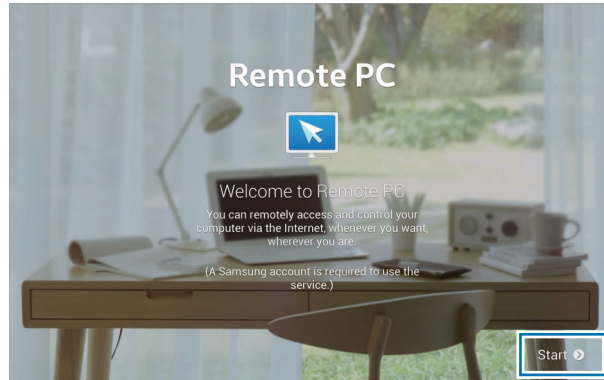 Remote PC
Welcome to Remote PC
You can remotely access and control your
computer via the Internet, whenever you want,
wherever you are.
(A Samsung account is required to use the
service.)
Start